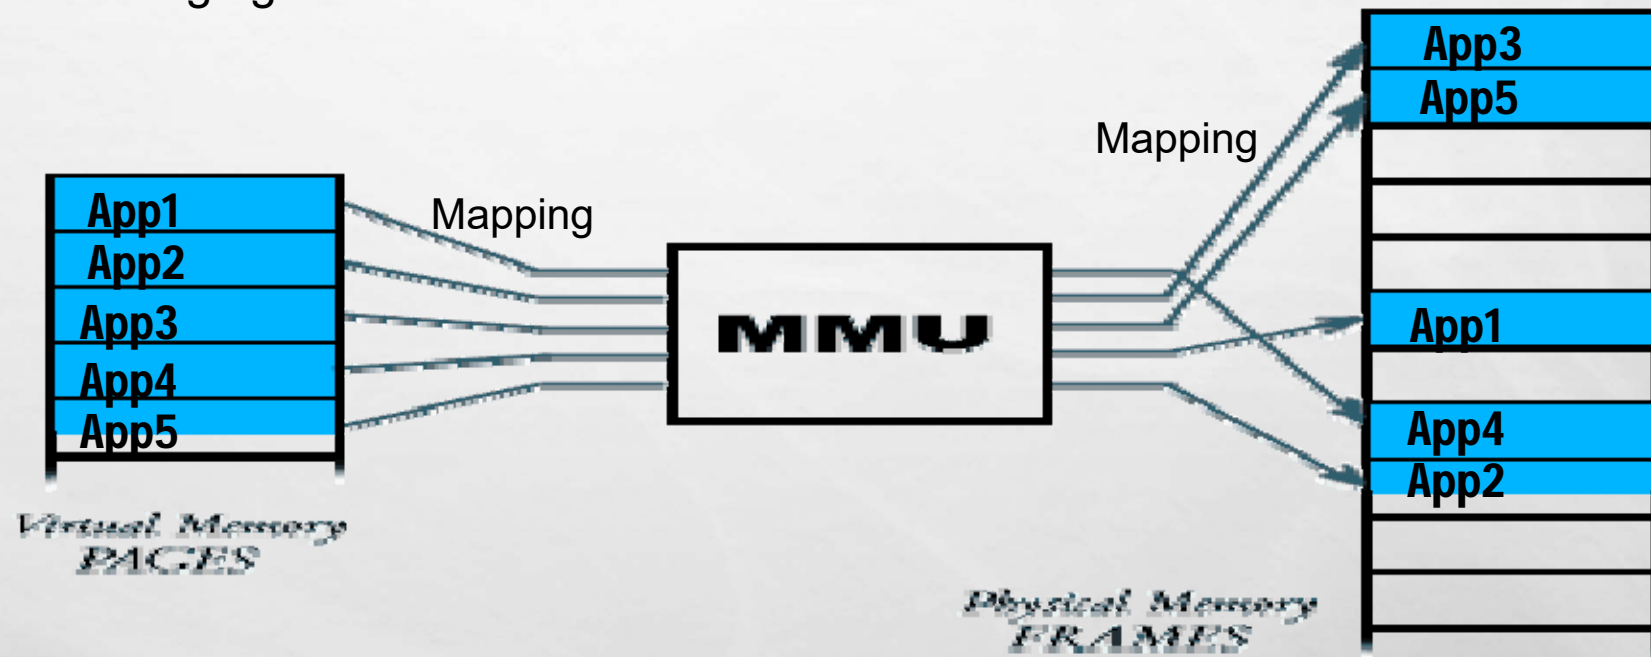 App1
App2
App3
App4
App5
Virtual Memory
PAGES
Mapping
MMU
Mapping
App3
App5
App1
App4
App2
Physical Memory
FRAMES